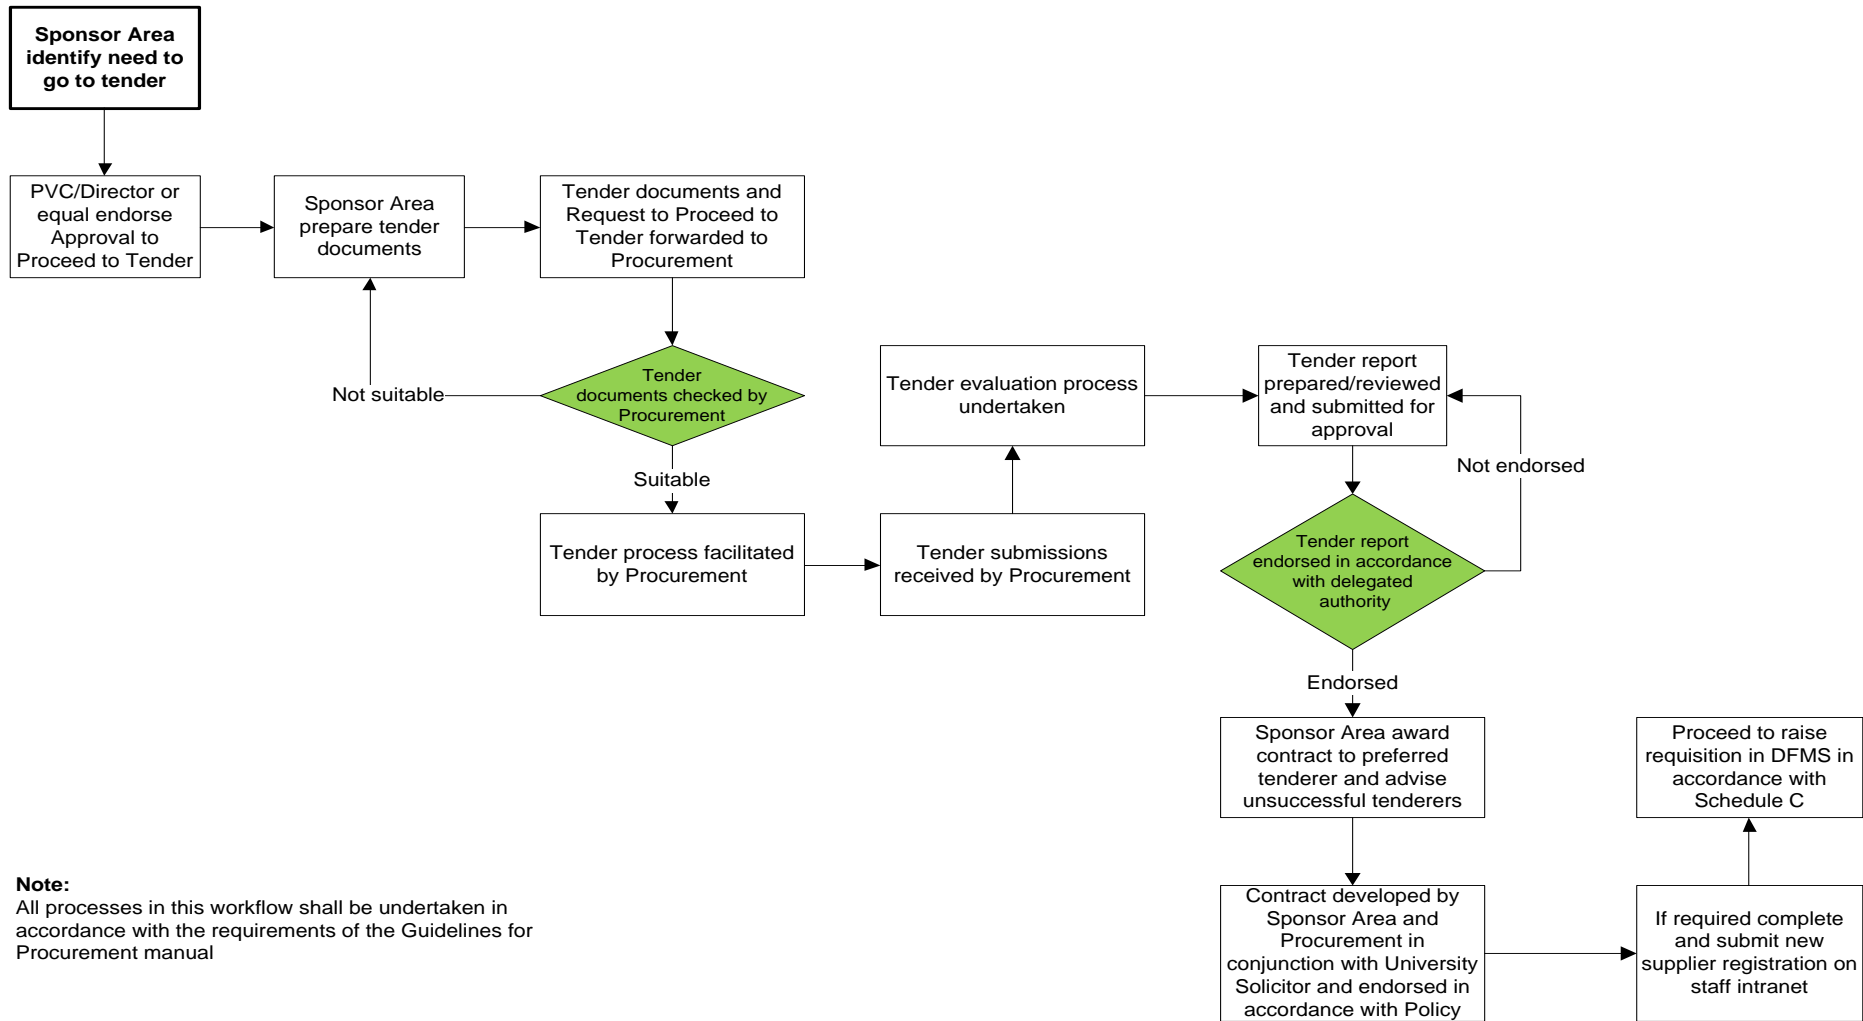 Sponsor Area
identify need to
go to tender
PVC/Director or
equal endorse
Approval to
Proceed to Tender
Sponsor Area
prepare tender
documents
Tender documents and
Request to Proceed to
Tender forwarded to
Procurement
Not suitable
Tender
documents checked by
Procurement
Suitable
Tender process facilitated
by Procurement
Tender submissions
received by Procurement
Tender evaluation process
undertaken
Tender report
prepared/reviewed
and submitted for
approval
Not endorsed
Tender report
endorsed in accordance
with delegated
authority
Endorsed
Sponsor Area award
contract to preferred
tenderer and advise
unsuccessful tenderers
Contract developed by
Sponsor Area and
Procurement in
conjunction with University
Solicitor and endorsed in
accordance with Policy
If required complete
and submit new
supplier registration on
staff intranet
Proceed to raise
requisition in DFMS in
accordance with
Schedule C
Note:
All processes in this workflow shall be undertaken in
accordance with the requirements of the Guidelines for
Procurement manual